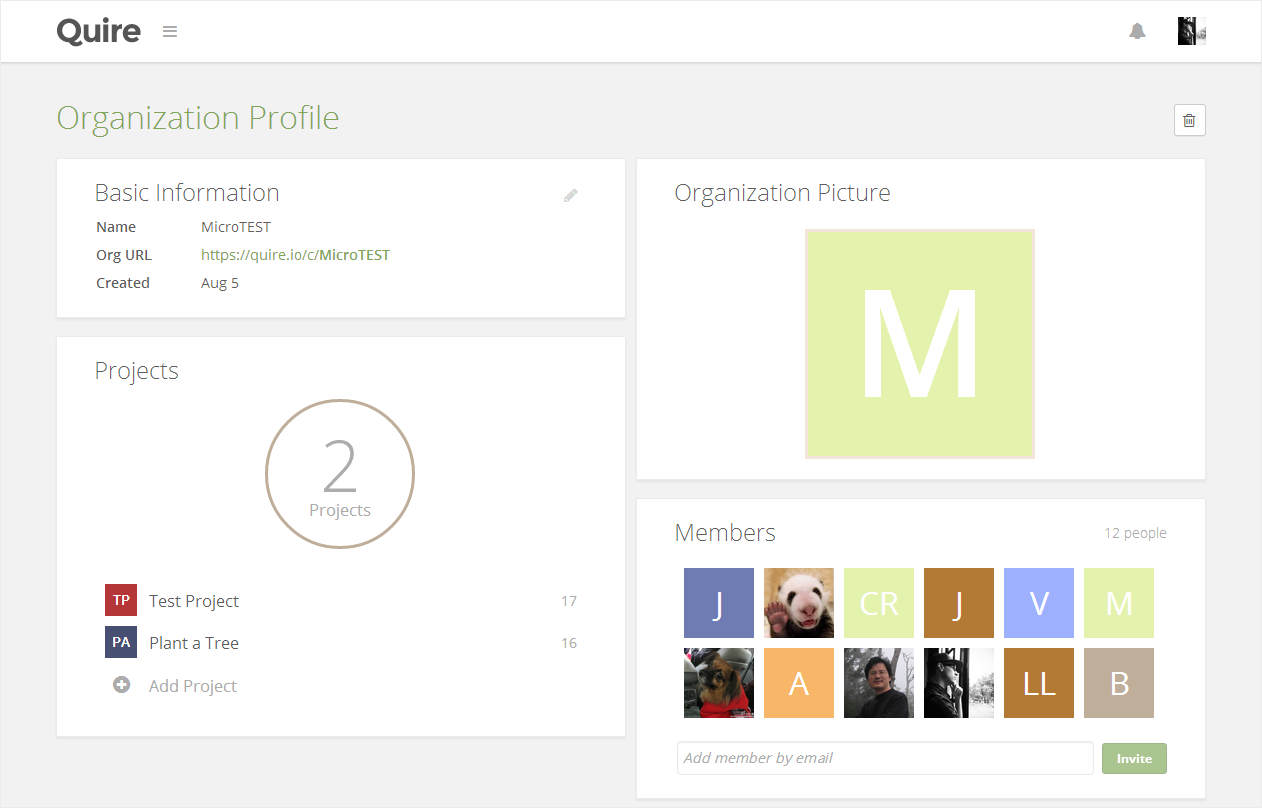 Quire
Organization Profile
Basic Information
Name MicroTEST
Org URL https://quire.io/c/MicroTEST
Created Aug 5
Projects
2
Projects
TP Test Project 17
PA Plant a Tree 16
Add Project
Organization Picture
M
Members 12 people
J CR J V M
A LL B
Add member by email Invite